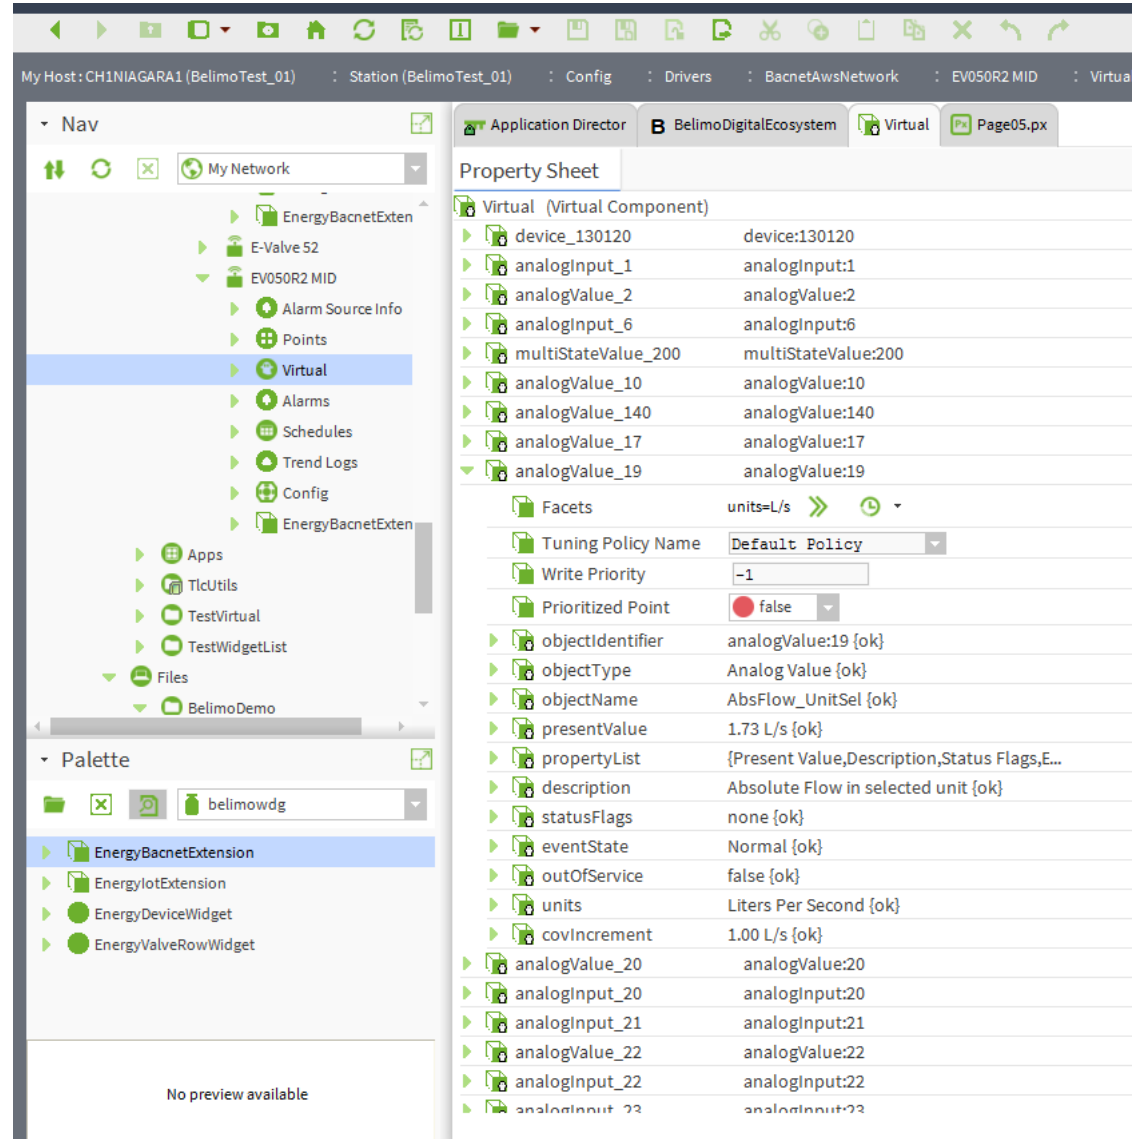 My Host : CH1NIAGARA1 (BelimoTest_01) : Station (BelimoTest_01) : Config : Drivers : BacnetAwsNetwork : EV050R2 MID : Virtua
Nav
My Network
EnergyBacnetExten
E-Valve 52
EV050R2 MID
Alarm Source Info
Points
Virtual
Alarms
Schedules
Trend Logs
Config
EnergyBacnetExten
Apps
TlcUtils
TestVirtual
TestWidgetList
Files
BelimoDemo
Palette
belimowdg
EnergyBacnetExtension
EnergyIotExtension
EnergyDeviceWidget
EnergyValveRowWidget
No preview available
Application Director B BelimoDigitalEcosystem Virtual Px Page05.px
Property Sheet
Virtual (Virtual Component)
device_130120 device:130120
analogInput_1 analogInput:1
analogValue_2 analogValue:2
analogInput_6 analogInput:6
multiStateValue_200 multiStateValue:200
analogValue_10 analogValue:10
analogValue_140 analogValue:140
analogValue_17 analogValue:17
analogValue_19 analogValue:19
Facets units=L/s
Tuning Policy Name Default Policy
Write Priority -1
Prioritized Point false
objectIdentifier analogValue:19 {ok}
objectType Analog Value {ok}
objectName AbsFlow_UnitSel {ok}
presentValue 1.73 L/s {ok}
propertyList {Present Value,Description,Status Flags,E...
description Absolute Flow in selected unit {ok}
statusFlags none {ok}
eventState Normal {ok}
outOfService false {ok}
units Liters Per Second {ok}
covIncrement 1.00 L/s {ok}
analogValue_20 analogValue:20
analogInput_20 analogInput:20
analogInput_21 analogInput:21
analogValue_22 analogValue:22
analogInput_22 analogInput:22
analogInput_23 analogInput:23